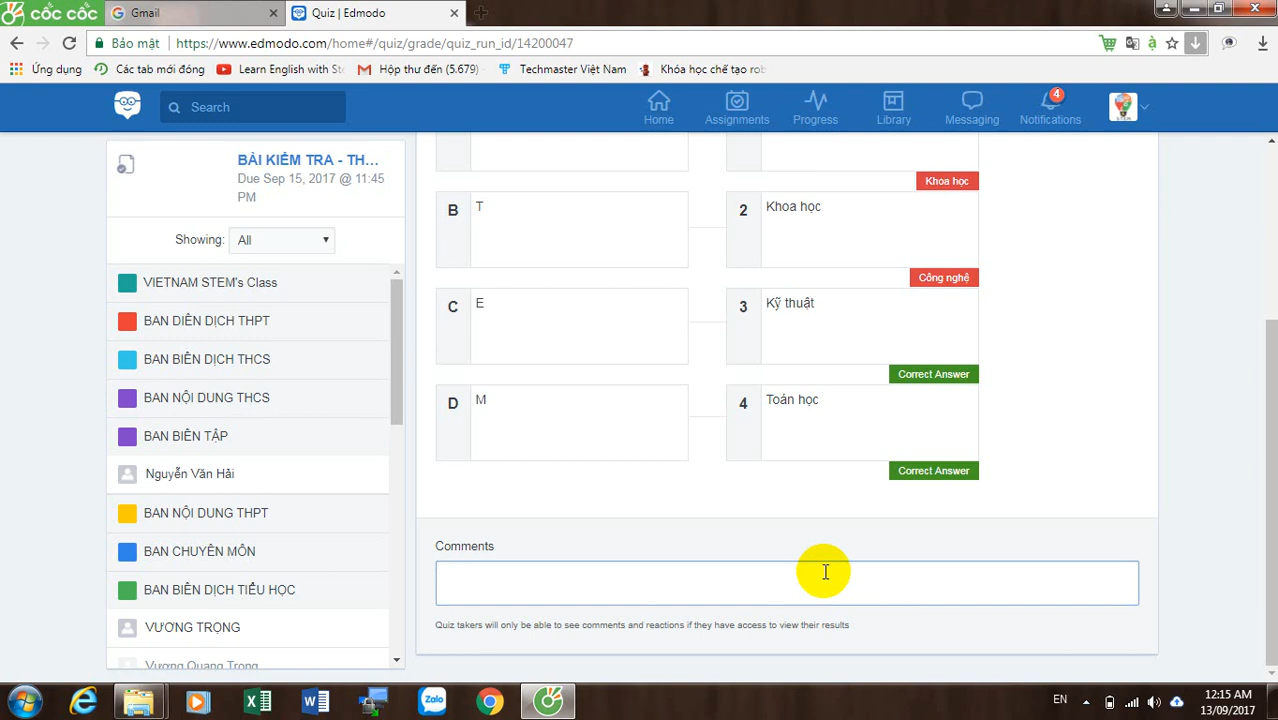 CỐC CỐC
Gmail
Quiz | Edmodo
Bảo mật
https://www.edmodo.com/home#/quiz/grade/quiz_run_id/14200047
Ứng dụng
Các tab mới đóng
Learn English with Ste
Hộp thư đến (5.679)
Techmaster Việt Nam
Khóa học chế tạo rob
Search
Home
Assignments
Progress
Library
Messaging
4
Notifications
BÀI KIỂM TRA - TH...
Due Sep 15, 2017 @ 11:45
PM
Showing:
All
VIETNAM STEM's Class
BAN DIÊN DỊCH THPT
BAN BIÊN DỊCH THCS
BAN NỘI DUNG THCS
BAN BIÊN TẬP
Nguyễn Văn Hải
BAN NỘI DUNG THPT
BAN CHUYÊN MÔN
BAN BIÊN DỊCH TIỂU HỌC
VƯƠNG TRỌNG
Vương Quang Trọng
Khoa học
B
T
2
Khoa học
Công nghệ
C
E
3
Kỹ thuật
Correct Answer
D
M
4
Toán học
Correct Answer
Comments
Quiz takers will only be able to see comments and reactions if they have access to view their results
Zalo
EN
12:15 AM
13/09/2017